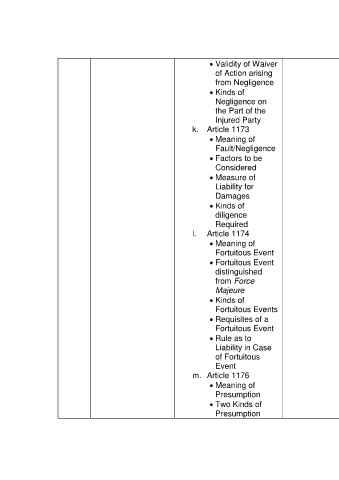 • Validity of Waiver
of Action arising
from Negligence
• Kinds of
Negligence on
the Part of the
Injured Party
k. Article 1173
• Meaning of
Fault/Negligence
• Factors to be
Considered
• Measure of
Liability for
Damages
• Kinds of
diligence
Required
l. Article 1174
• Meaning of
Fortuitous Event
• Fortuitous Event
distinguished
from Force
Majeure
• Kinds of
Fortuitous Events
• Requisites of a
Fortuitous Event
• Rule as to
Liability in Case
of Fortuitous
Event
m. Article 1176
• Meaning of
Presumption
• Two Kinds of
Presumption